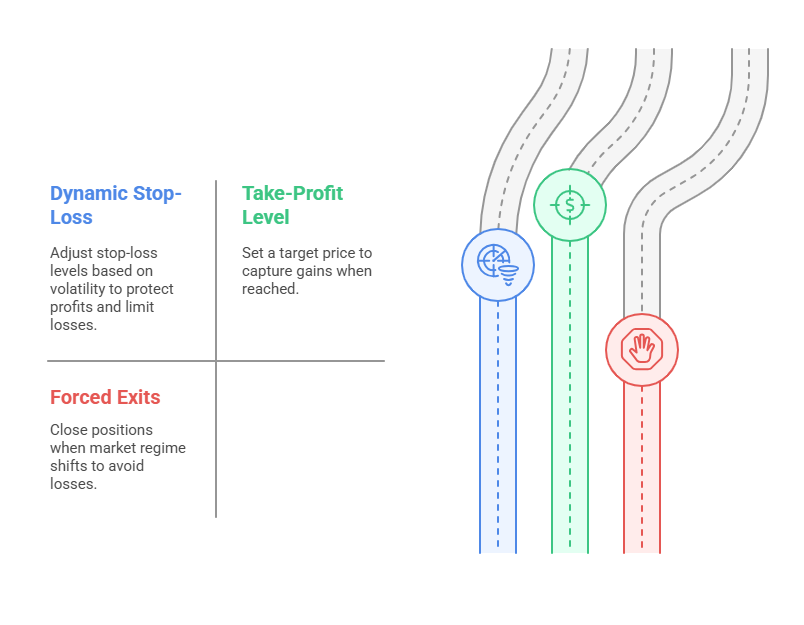 Dynamic Stop-
Loss
Adjust stop-loss
levels based on
volatility to protect
profits and limit
losses.
Take-Profit
Level
Set a target price to
capture gains when
reached.
Forced Exits
Close positions
when market regime
shifts to avoid
losses.
$